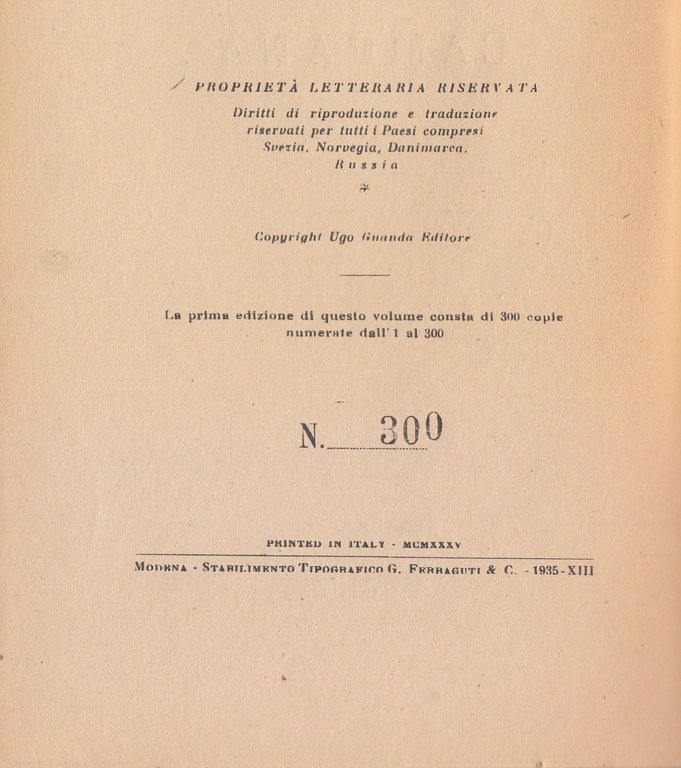 PROPRIETÀ LETTERARIA RISERVATA
Diritti di riproduzione e traduzione
riservati per tutti i Paesi compresi
Svezia, Norvegia, Danimarca,
Russia
Copyright Ugo Guanda Editore
La prima edizione di questo volume consta di 300 copie
numerate dall'1 al 300
N. 300
PRINTED IN ITALY - MCMXXXV
MODENA - STABILIMENTO TIPOGRAFICO G. FERRAGUTI & C. - 1935-XIII